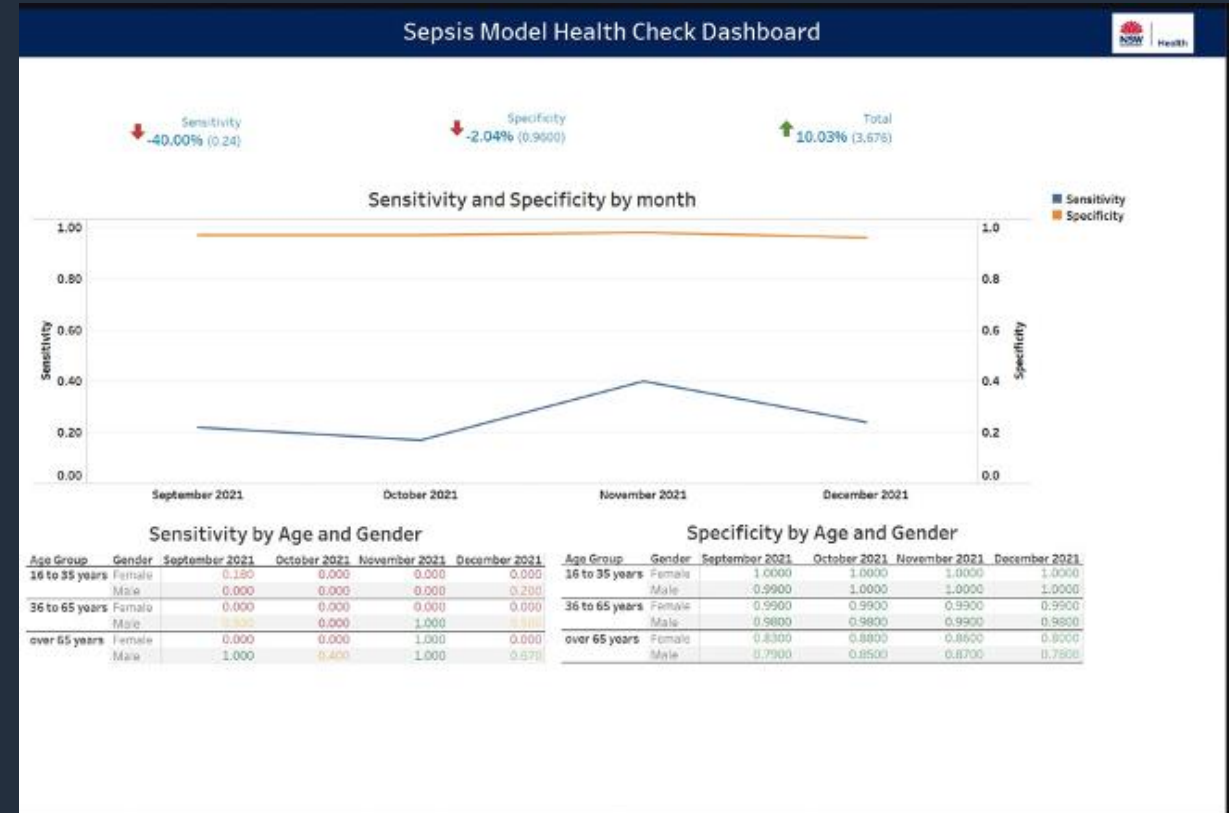 Sepsis Model Health Check Dashboard
NSW Health
Sensitivity
-40.00% (0.24)
Specificity
-2.04% (0.9600)
Total
10.03% (3,676)
Sensitivity and Specificity by month
Sensitivity
Specificity
1.00 1.0
0.80 0.8
0.60 0.6
0.40 0.4
0.20 0.2
0.00 0.0
Sensitivity
Specificity
September 2021 October 2021 November 2021 December 2021
Sensitivity by Age and Gender
Age Group Gender September 2021 October 2021 November 2021 December 2021
16 to 35 years Female 0.180 0.000 0.000 0.000
Male 0.000 0.000 0.000 0.200
36 to 65 years Female 0.000 0.000 0.000 0.000
Male 0.000 1.000
over 65 years Female 0.000 0.000 1.000 0.000
Male 1.000 0.400 1.000 0.670
Specificity by Age and Gender
Age Group Gender September 2021 October 2021 November 2021 December 2021
16 to 35 years Female 1.0000 1.0000 1.0000 1.0000
Male 0.9900 1.0000 1.0000 1.0000
36 to 65 years Female 0.9900 0.9900 0.9900 0.9900
Male 0.9800 0.9800 0.9900 0.9800
over 65 years Female 0.8300 0.8800 0.8600 0.8000
Male 0.7900 0.8500 0.8700 0.7800